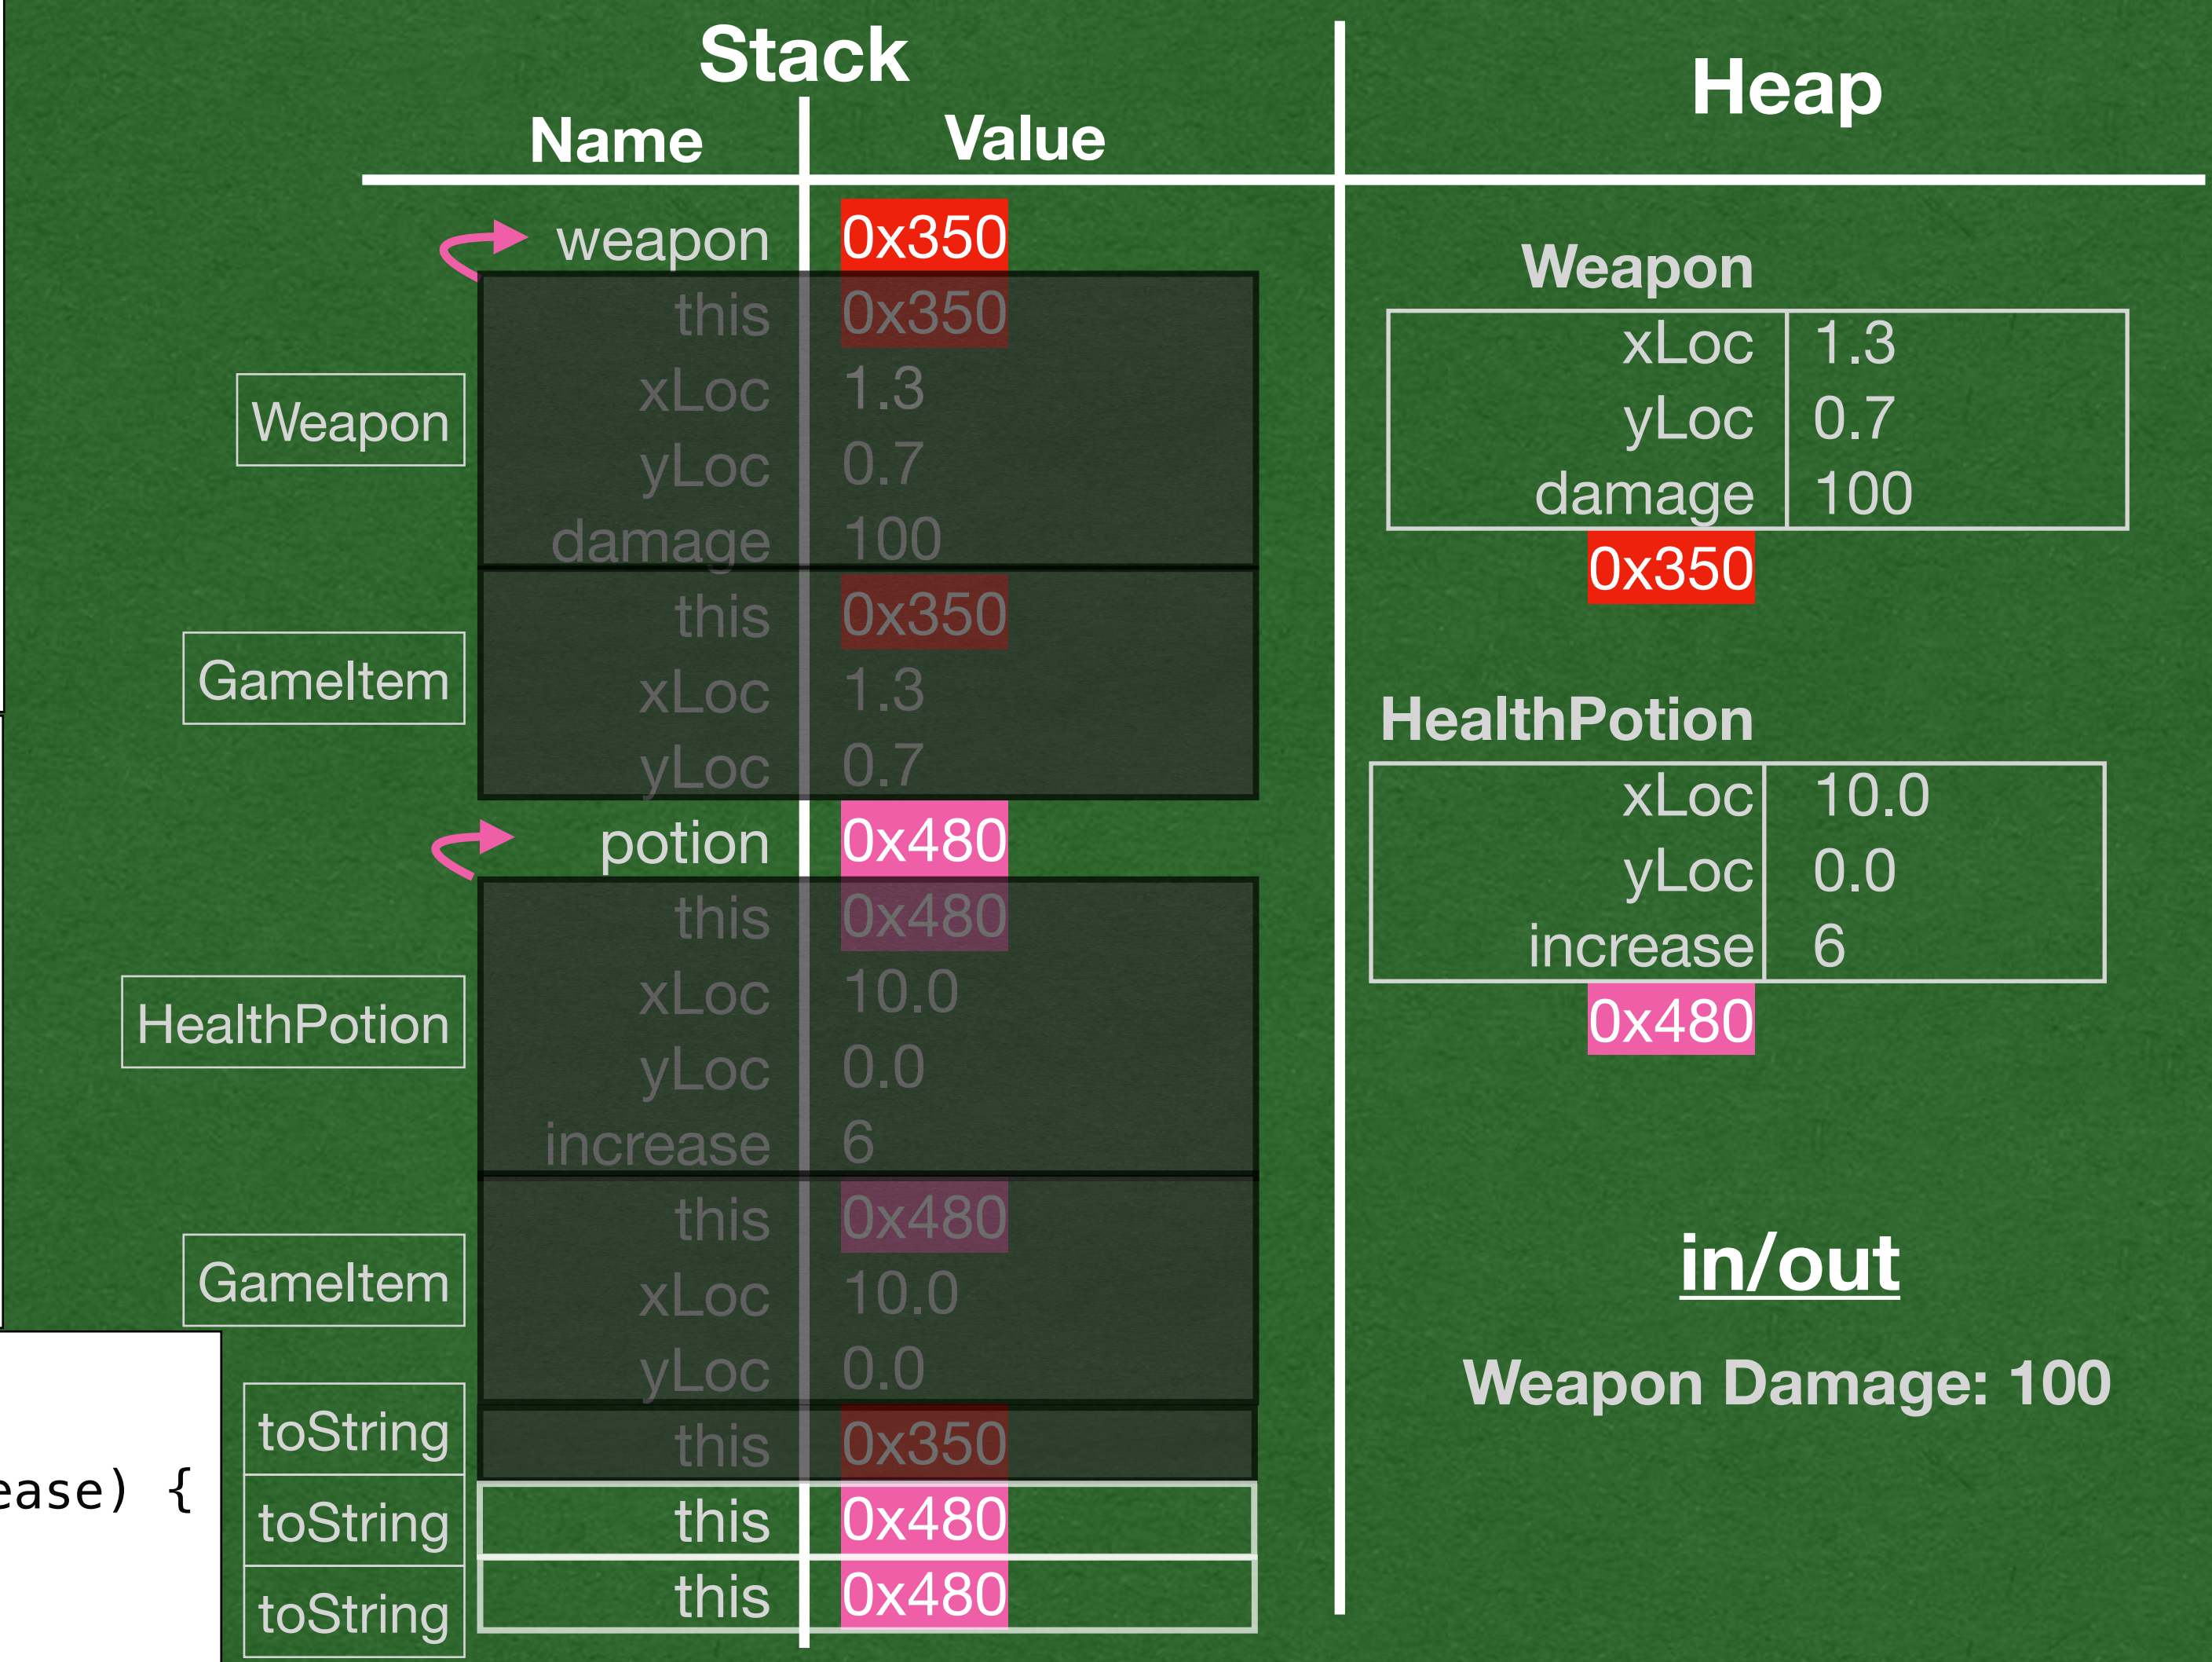 Stack
Heap
Name Value
weapon 0x350
this 0x350
xLoc 1.3
yLoc 0.7
damage 100
Weapon
this 0x350
xLoc 1.3
yLoc 0.7
GameItem
potion 0x480
this 0x480
xLoc 10.0
yLoc 0.0
increase 6
HealthPotion
this 0x480
xLoc 10.0
yLoc 0.0
GameItem
toString this 0x350
toString this 0x480
toString this 0x480
Weapon
xLoc 1.3
yLoc 0.7
damage 100
0x350
HealthPotion
xLoc 10.0
yLoc 0.0
increase 6
0x480
in/out
Weapon Damage: 100
ease) {